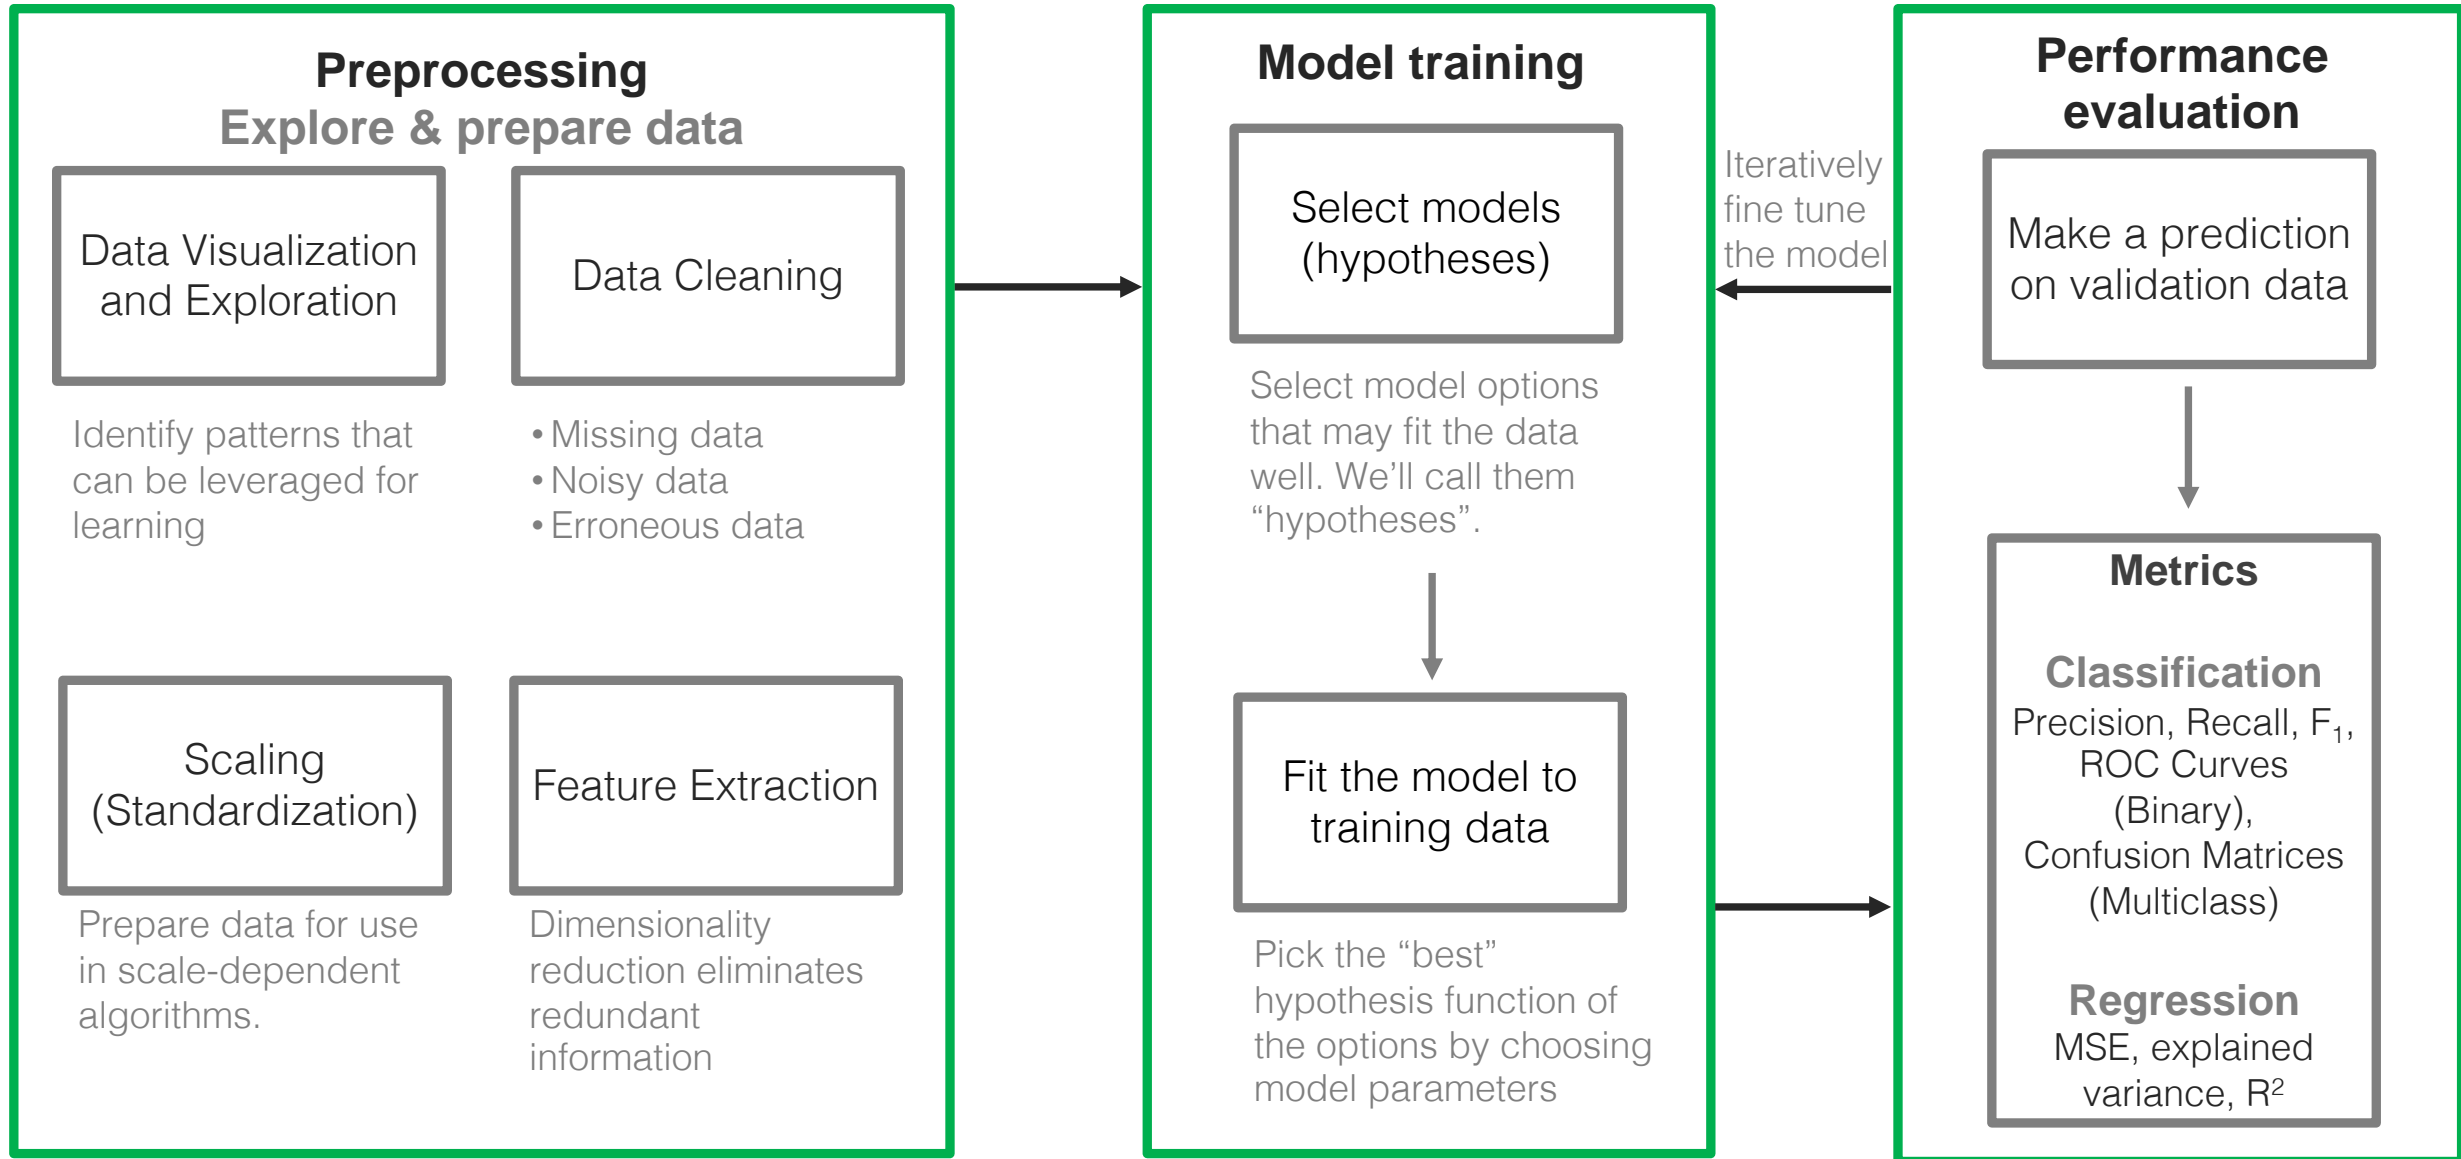 Preprocessing
Explore & prepare data
Data Visualization
and Exploration
Identify patterns that
can be leveraged for
learning
Data Cleaning
• Missing data
• Noisy data
• Erroneous data
Scaling
(Standardization)
Prepare data for use
in scale-dependent
algorithms.
Feature Extraction
Dimensionality
reduction eliminates
redundant
information
Model training
Select models
(hypotheses)
Select model options
that may fit the data
well. We’ll call them
“hypotheses”.
Fit the model to
training data
Pick the “best”
hypothesis function of
the options by choosing
model parameters
Iteratively
fine tune
the model
Performance
evaluation
Make a prediction
on validation data
Metrics
Classification
Precision, Recall, F₁,
ROC Curves
(Binary),
Confusion Matrices
(Multiclass)
Regression
MSE, explained
variance, R²